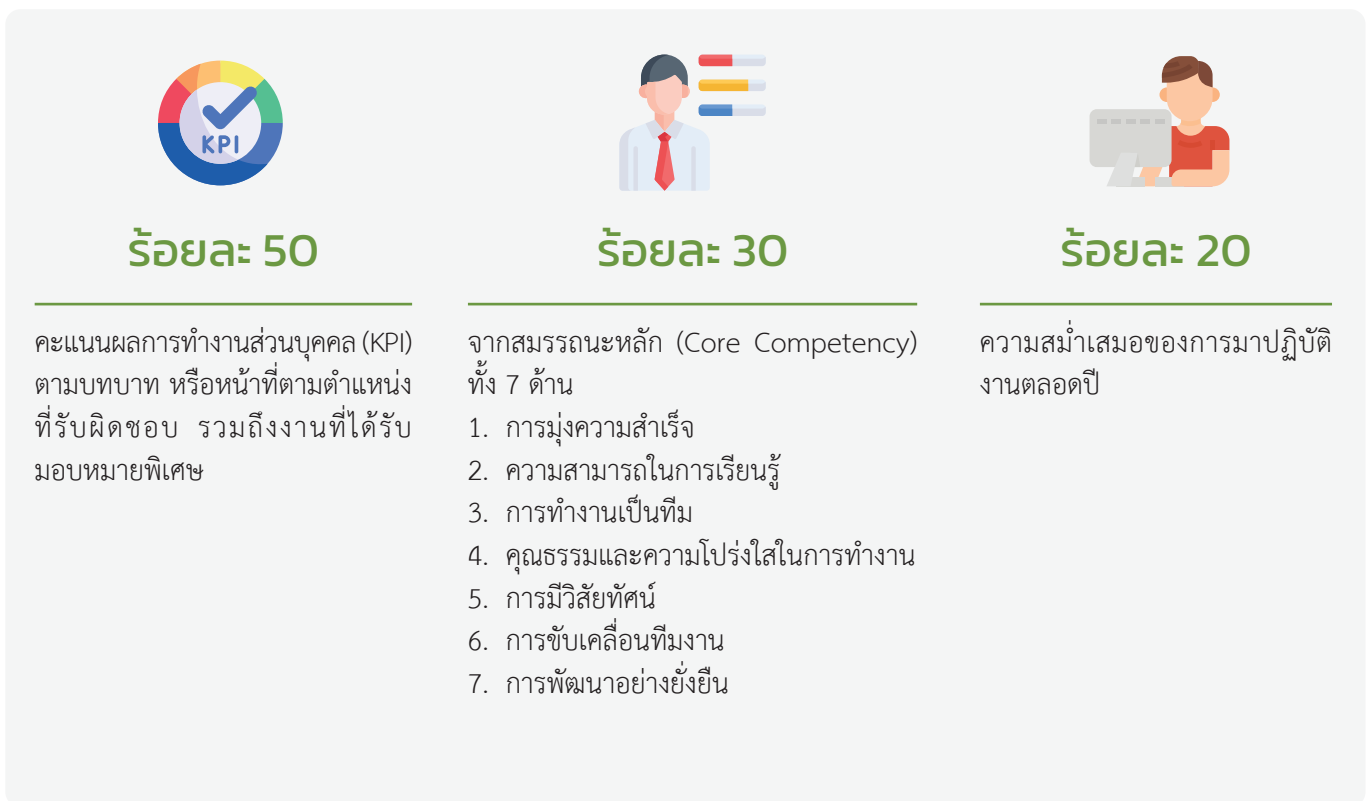 KPI
ร้อยละ 50
คะแนนผลการทำงานส่วนบุคคล (KPI)
ตามบทบาท หรือหน้าที่ตามตำแหน่ง
ที่รับผิดชอบ รวมถึงงานที่ได้รับ
มอบหมายพิเศษ
ร้อยละ 30
จากสมรรถนะหลัก (Core Competency)
ทั้ง 7 ด้าน
1. การมุ่งความสำเร็จ
2. ความสามารถในการเรียนรู้
3. การทำงานเป็นทีม
4. คุณธรรมและความโปร่งใสในการทำงาน
5. การมีวิสัยทัศน์
6. การขับเคลื่อนทีมงาน
7. การพัฒนาอย่างยั่งยืน
ร้อยละ 20
ความสม่ำเสมอของการมาปฏิบัติ
งานตลอดปี